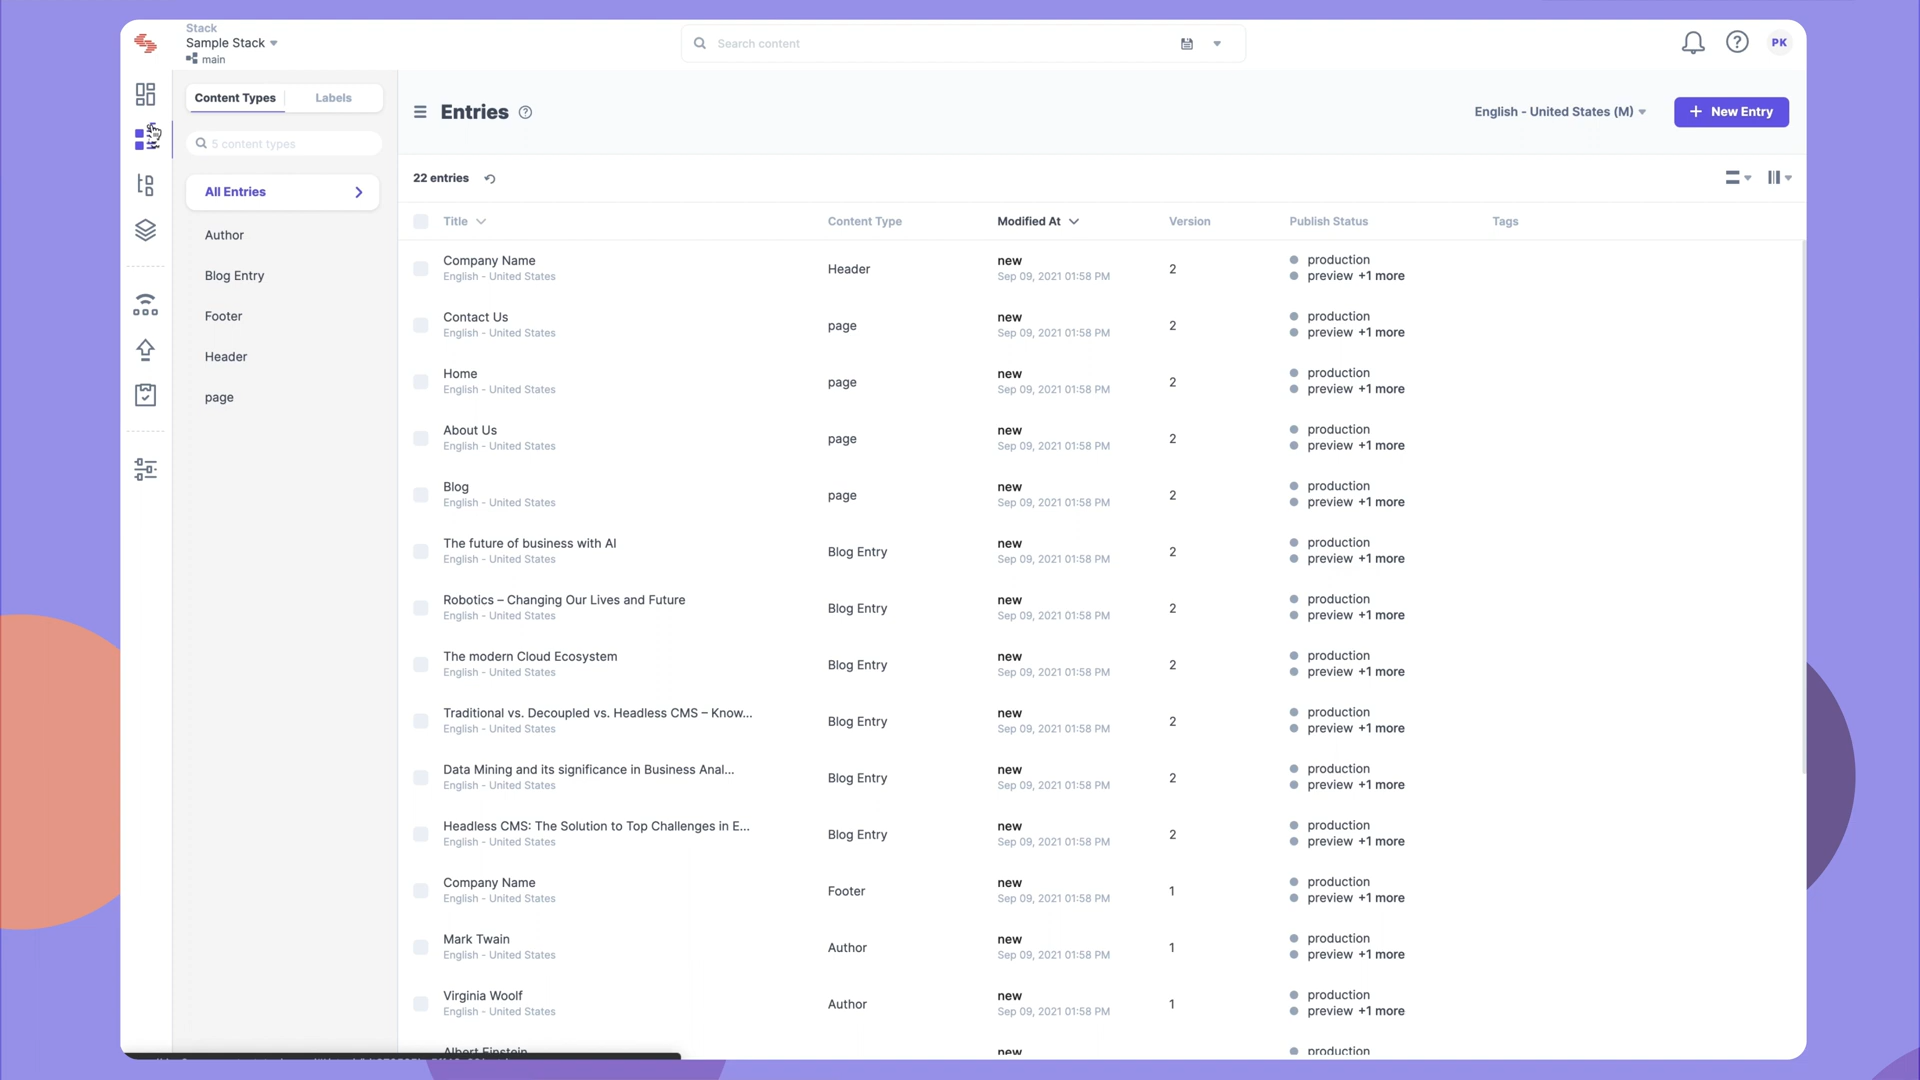 Stack
Sample Stack
main
Search content
PK
Content Types
Labels
5 content types
All Entries
Author
Blog Entry
Footer
Header
page
Entries
English - United States (M)
New Entry
22 entries
Title
Content Type
Modified At
Version
Publish Status
Tags
Company Name
English - United States
Header
new
Sep 09, 2021 01:58 PM
2
production
preview +1 more
Contact Us
English - United States
page
new
Sep 09, 2021 01:58 PM
2
production
preview +1 more
Home
English - United States
page
new
Sep 09, 2021 01:58 PM
2
production
preview +1 more
About Us
English - United States
page
new
Sep 09, 2021 01:58 PM
2
production
preview +1 more
Blog
English - United States
page
new
Sep 09, 2021 01:58 PM
2
production
preview +1 more
The future of business with AI
English - United States
Blog Entry
new
Sep 09, 2021 01:58 PM
2
production
preview +1 more
Robotics – Changing Our Lives and Future
English - United States
Blog Entry
new
Sep 09, 2021 01:58 PM
2
production
preview +1 more
The modern Cloud Ecosystem
English - United States
Blog Entry
new
Sep 09, 2021 01:58 PM
2
production
preview +1 more
Traditional vs. Decoupled vs. Headless CMS – Know...
English - United States
Blog Entry
new
Sep 09, 2021 01:58 PM
2
production
preview +1 more
Data Mining and its significance in Business Anal...
English - United States
Blog Entry
new
Sep 09, 2021 01:58 PM
2
production
preview +1 more
Headless CMS: The Solution to Top Challenges in E...
English - United States
Blog Entry
new
Sep 09, 2021 01:58 PM
2
production
preview +1 more
Company Name
English - United States
Footer
new
Sep 09, 2021 01:58 PM
1
production
preview +1 more
Mark Twain
English - United States
Author
new
Sep 09, 2021 01:58 PM
1
production
preview +1 more
Virginia Woolf
English - United States
Author
new
Sep 09, 2021 01:58 PM
1
production
preview +1 more
Albert Einstein
new
production